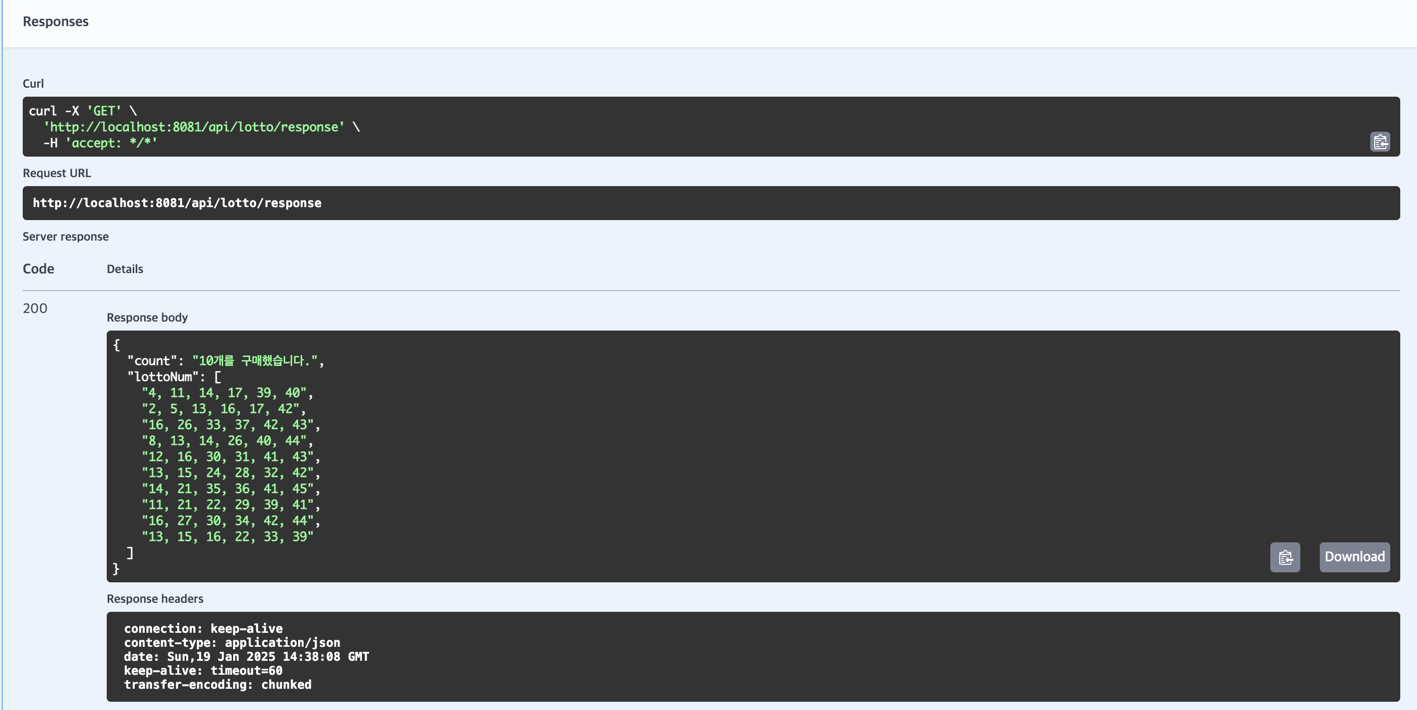 Responses
Curl
curl -X 'GET' \
  'http://localhost:8081/api/lotto/response' \
  -H 'accept: */*'
Request URL
http://localhost:8081/api/lotto/response
Server response
Code Details
200
Response body
{
  "count": "10개를 구매했습니다.",
  "lottoNum": [
    "4, 11, 14, 17, 39, 40",
    "2, 5, 13, 16, 17, 42",
    "16, 26, 33, 37, 42, 43",
    "8, 13, 14, 26, 40, 44",
    "12, 16, 30, 31, 41, 43",
    "13, 15, 24, 28, 32, 42",
    "14, 21, 35, 36, 41, 45",
    "11, 21, 22, 29, 39, 41",
    "16, 27, 30, 34, 42, 44",
    "13, 15, 16, 22, 33, 39"
  ]
}
Download
Response headers
connection: keep-alive
content-type: application/json
date: Sun,19 Jan 2025 14:38:08 GMT
keep-alive: timeout=60
transfer-encoding: chunked